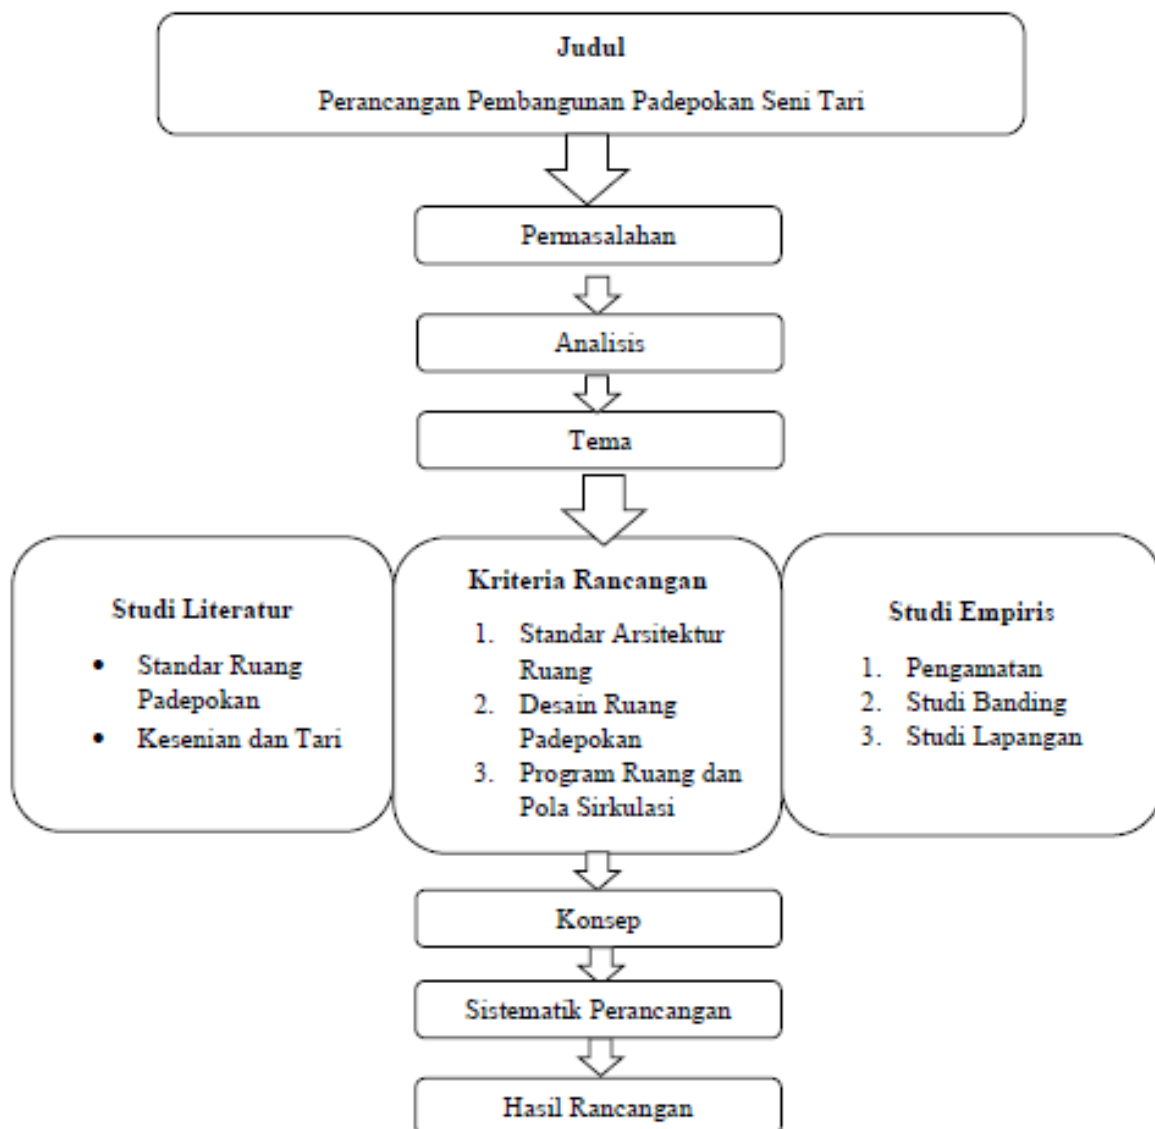 Judul
Perancangan Pembangunan Padepokan Seni Tari
Permasalahan
Analisis
Tema
Studi Literatur
• Standar Ruang
Padepokan
• Kesenian dan Tari
Kriteria Rancangan
1. Standar Arsitektur
Ruang
2. Desain Ruang
Padepokan
3. Program Ruang dan
Pola Sirkulasi
Studi Empiris
1. Pengamatan
2. Studi Banding
3. Studi Lapangan
Konsep
Sistematik Perancangan
Hasil Rancangan